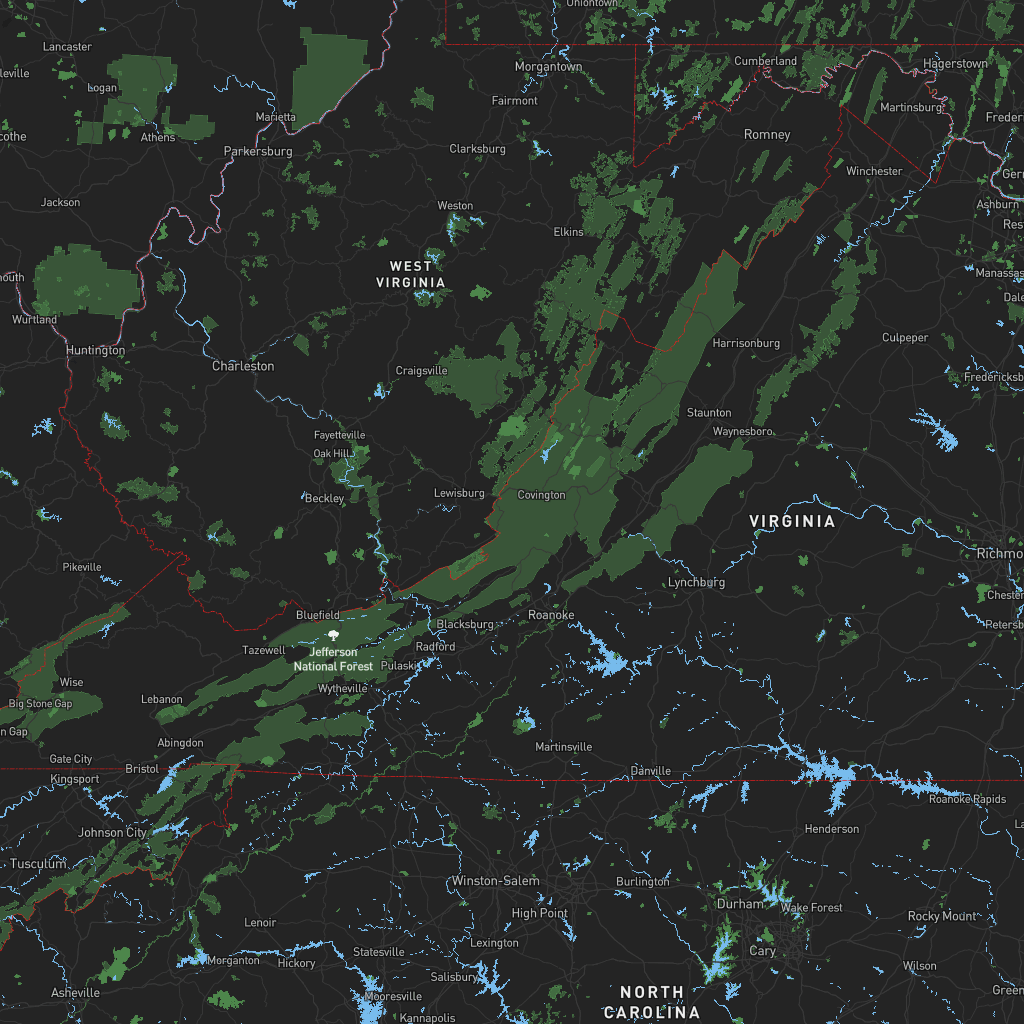 Uniontown
Lancaster
Morgantown
Cumberland
Hagerstown
Logan
Fairmont
Martinsburg
Marietta
Athens
Romney
Clarksburg
Parkersburg
Winchester
Jackson
Weston
Ashburn
Elkins
WEST
VIRGINIA
Manassas
Wurtland
Huntington
Harrisonburg
Culpeper
Charleston
Craigsville
Staunton
Waynesboro
Fayetteville
Oak Hill
Beckley
Lewisburg
Covington
VIRGINIA
Pikeville
Lynchburg
Bluefield
Roanoke
Blacksburg
Tazewell
Jefferson
National Forest
Radford
Pulaski
Wise
Wytheville
Lebanon
Big Stone Gap
Abingdon
Martinsville
Gate City
Bristol
Danville
Kingsport
Roanoke Rapids
Johnson City
Henderson
Tusculum
Winston-Salem
Burlington
Durham
Wake Forest
High Point
Rocky Mount
Lenoir
Lexington
Cary
Statesville
Morganton
Hickory
Salisbury
Wilson
Asheville
Mooresville
NORTH
CAROLINA
Kannapolis